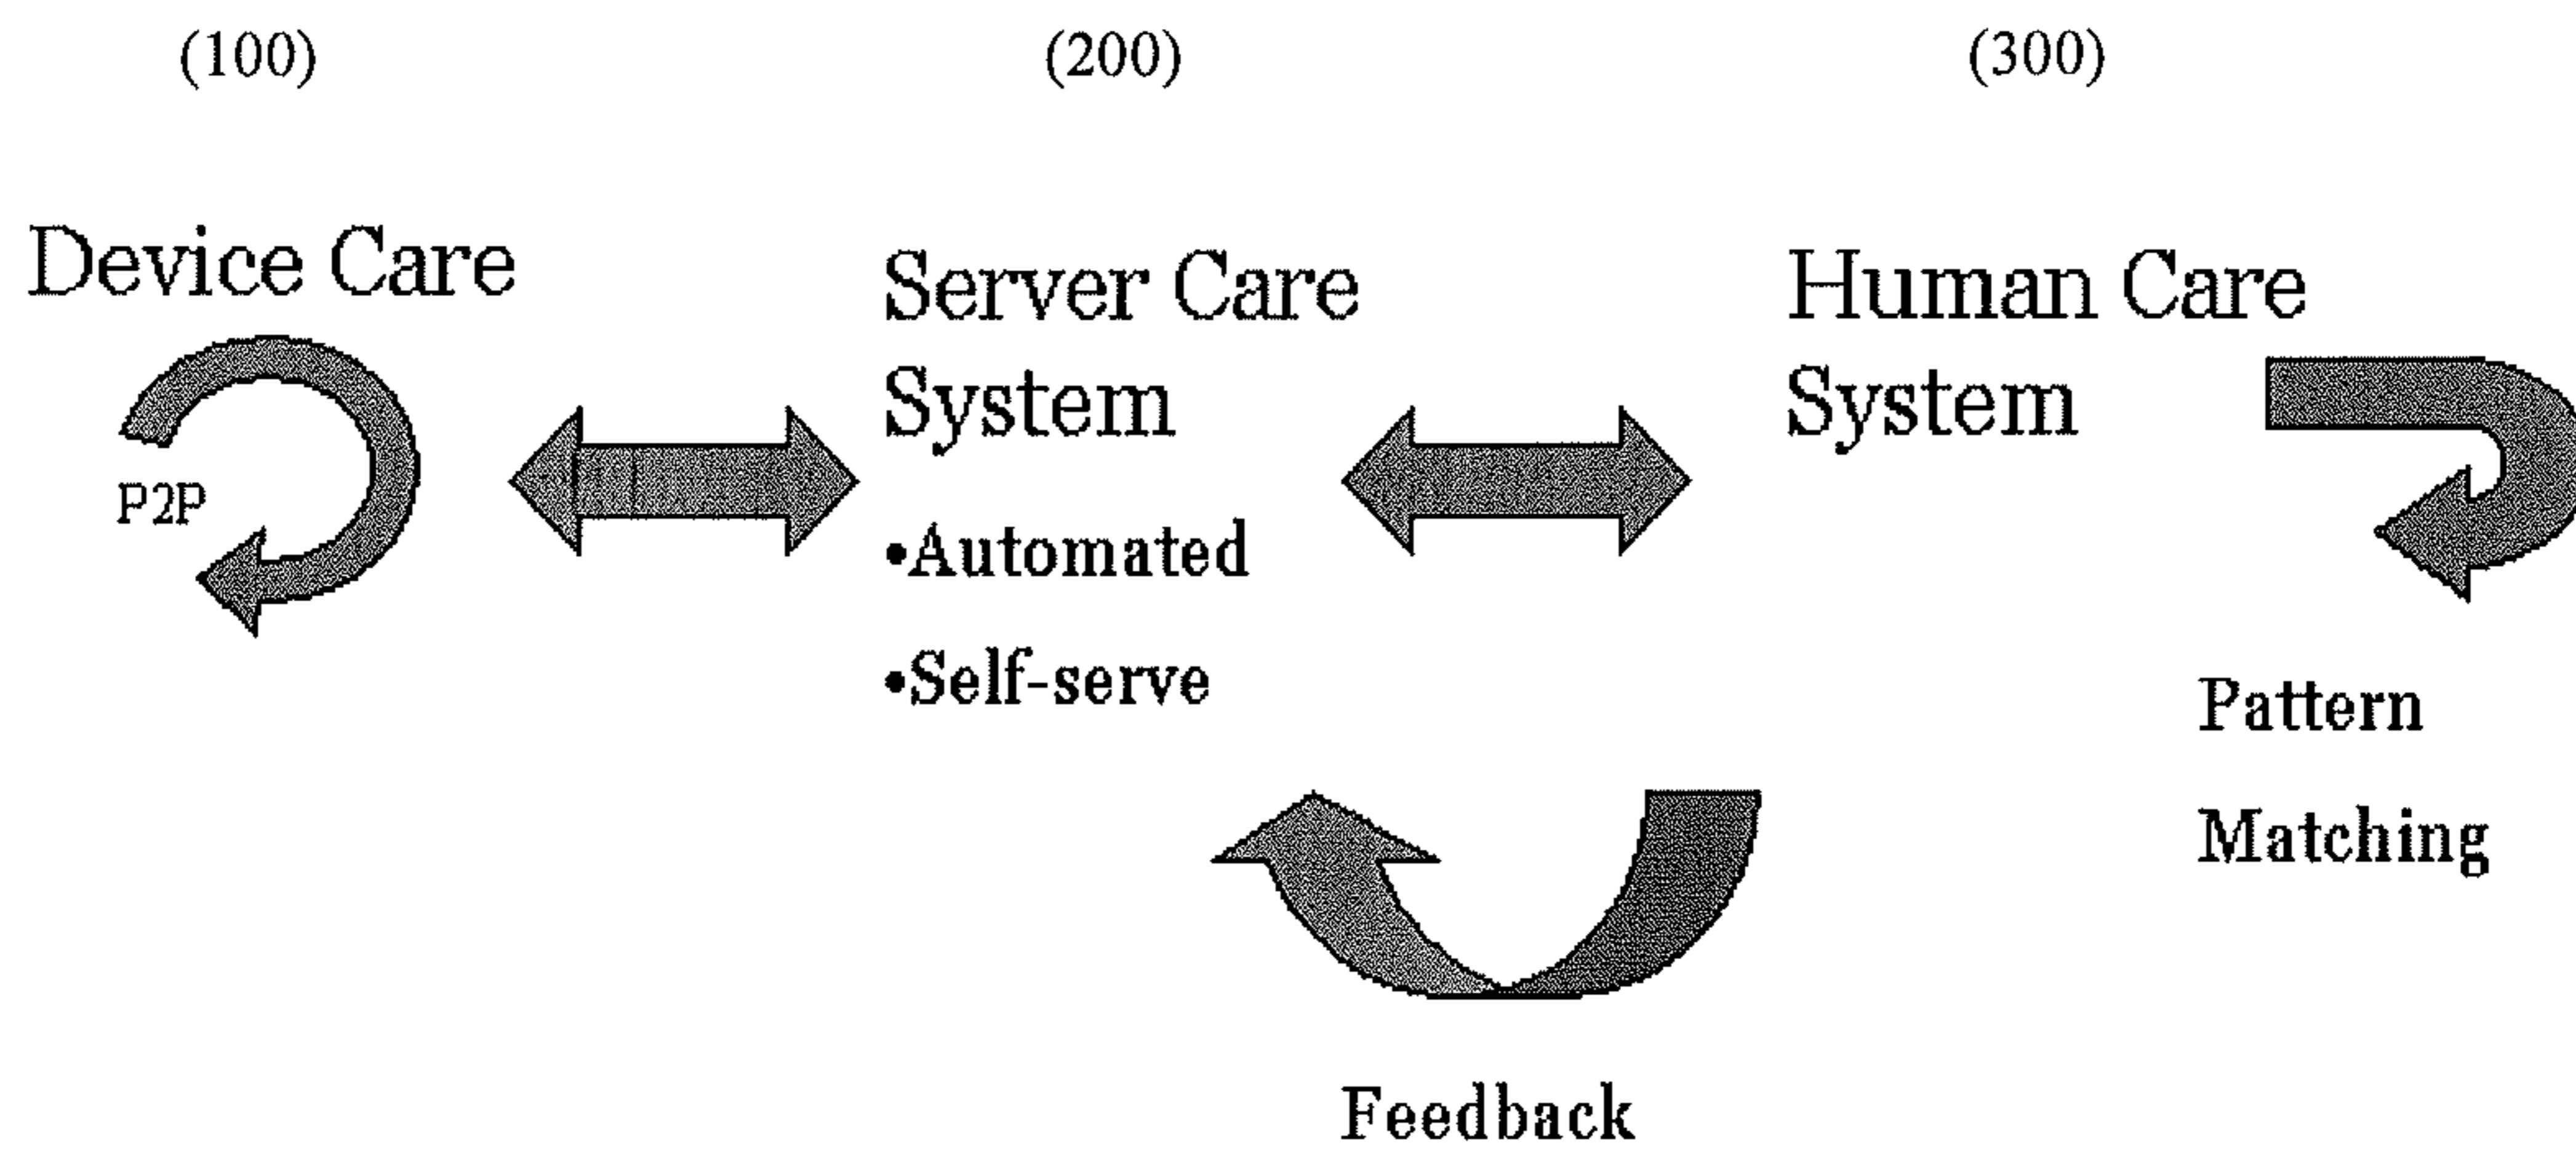 (100)
(200)
(300)
Device Care
P2P
Server Care
System
•Automated
•Self-serve
Human Care
System
Pattern
Matching
Feedback